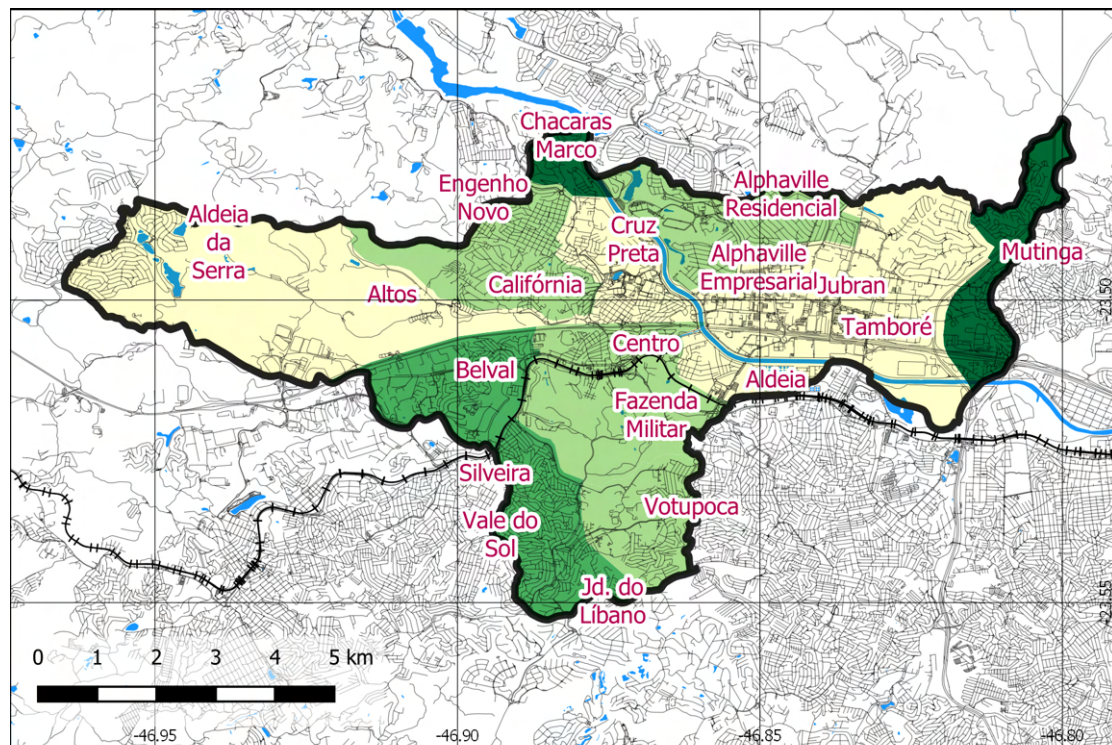 Chacaras
Marco
Engenho
Novo
Alphaville
Residencial
Aldeia
da
Serra
Cruz
Preta
Mutinga
Alphaville
Empresarial
Jubran
Altos
Califórnia
-23.50
Tamboré
Centro
Belval
Aldeia
Fazenda
Militar
Silveira
Votupoca
Vale do
Sol
Jd. do
Líbano
-23.55
0 1 2 3 4 5 km
-46.95
-46.90
-46.85
-46.80